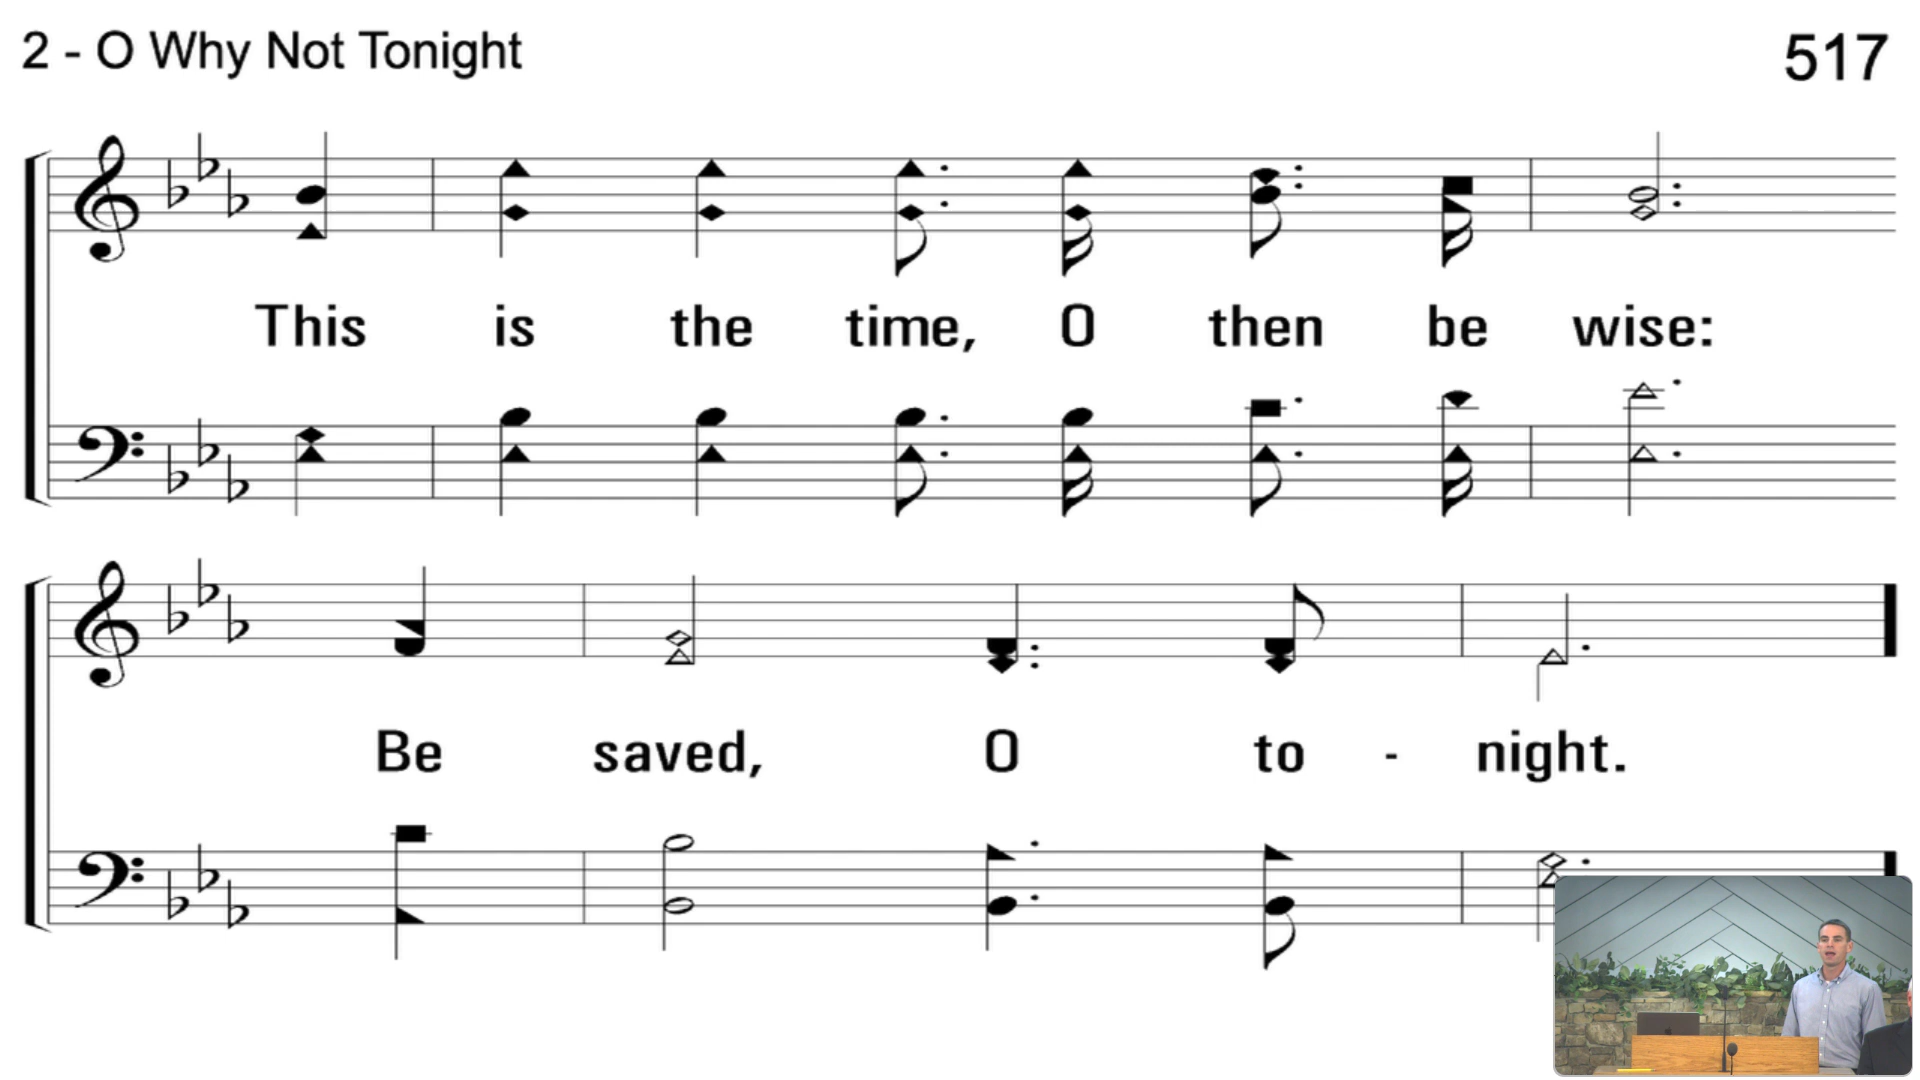 2 - O Why Not Tonight
517
This is the time, O then be wise:
Be saved, O to - night.